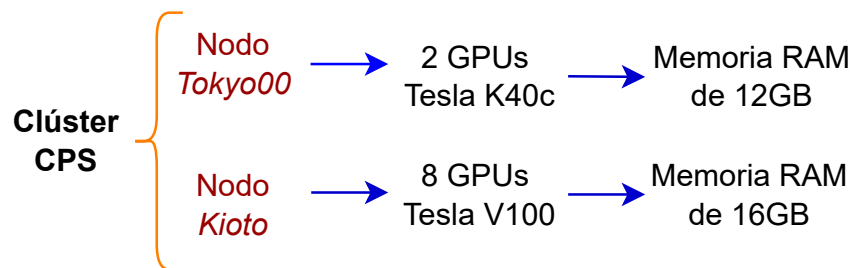 Clúster
CPS
Nodo
Tokyo00
2 GPUs
Tesla K40c
Memoria RAM
de 12GB
Nodo
Kioto
8 GPUs
Tesla V100
Memoria RAM
de 16GB